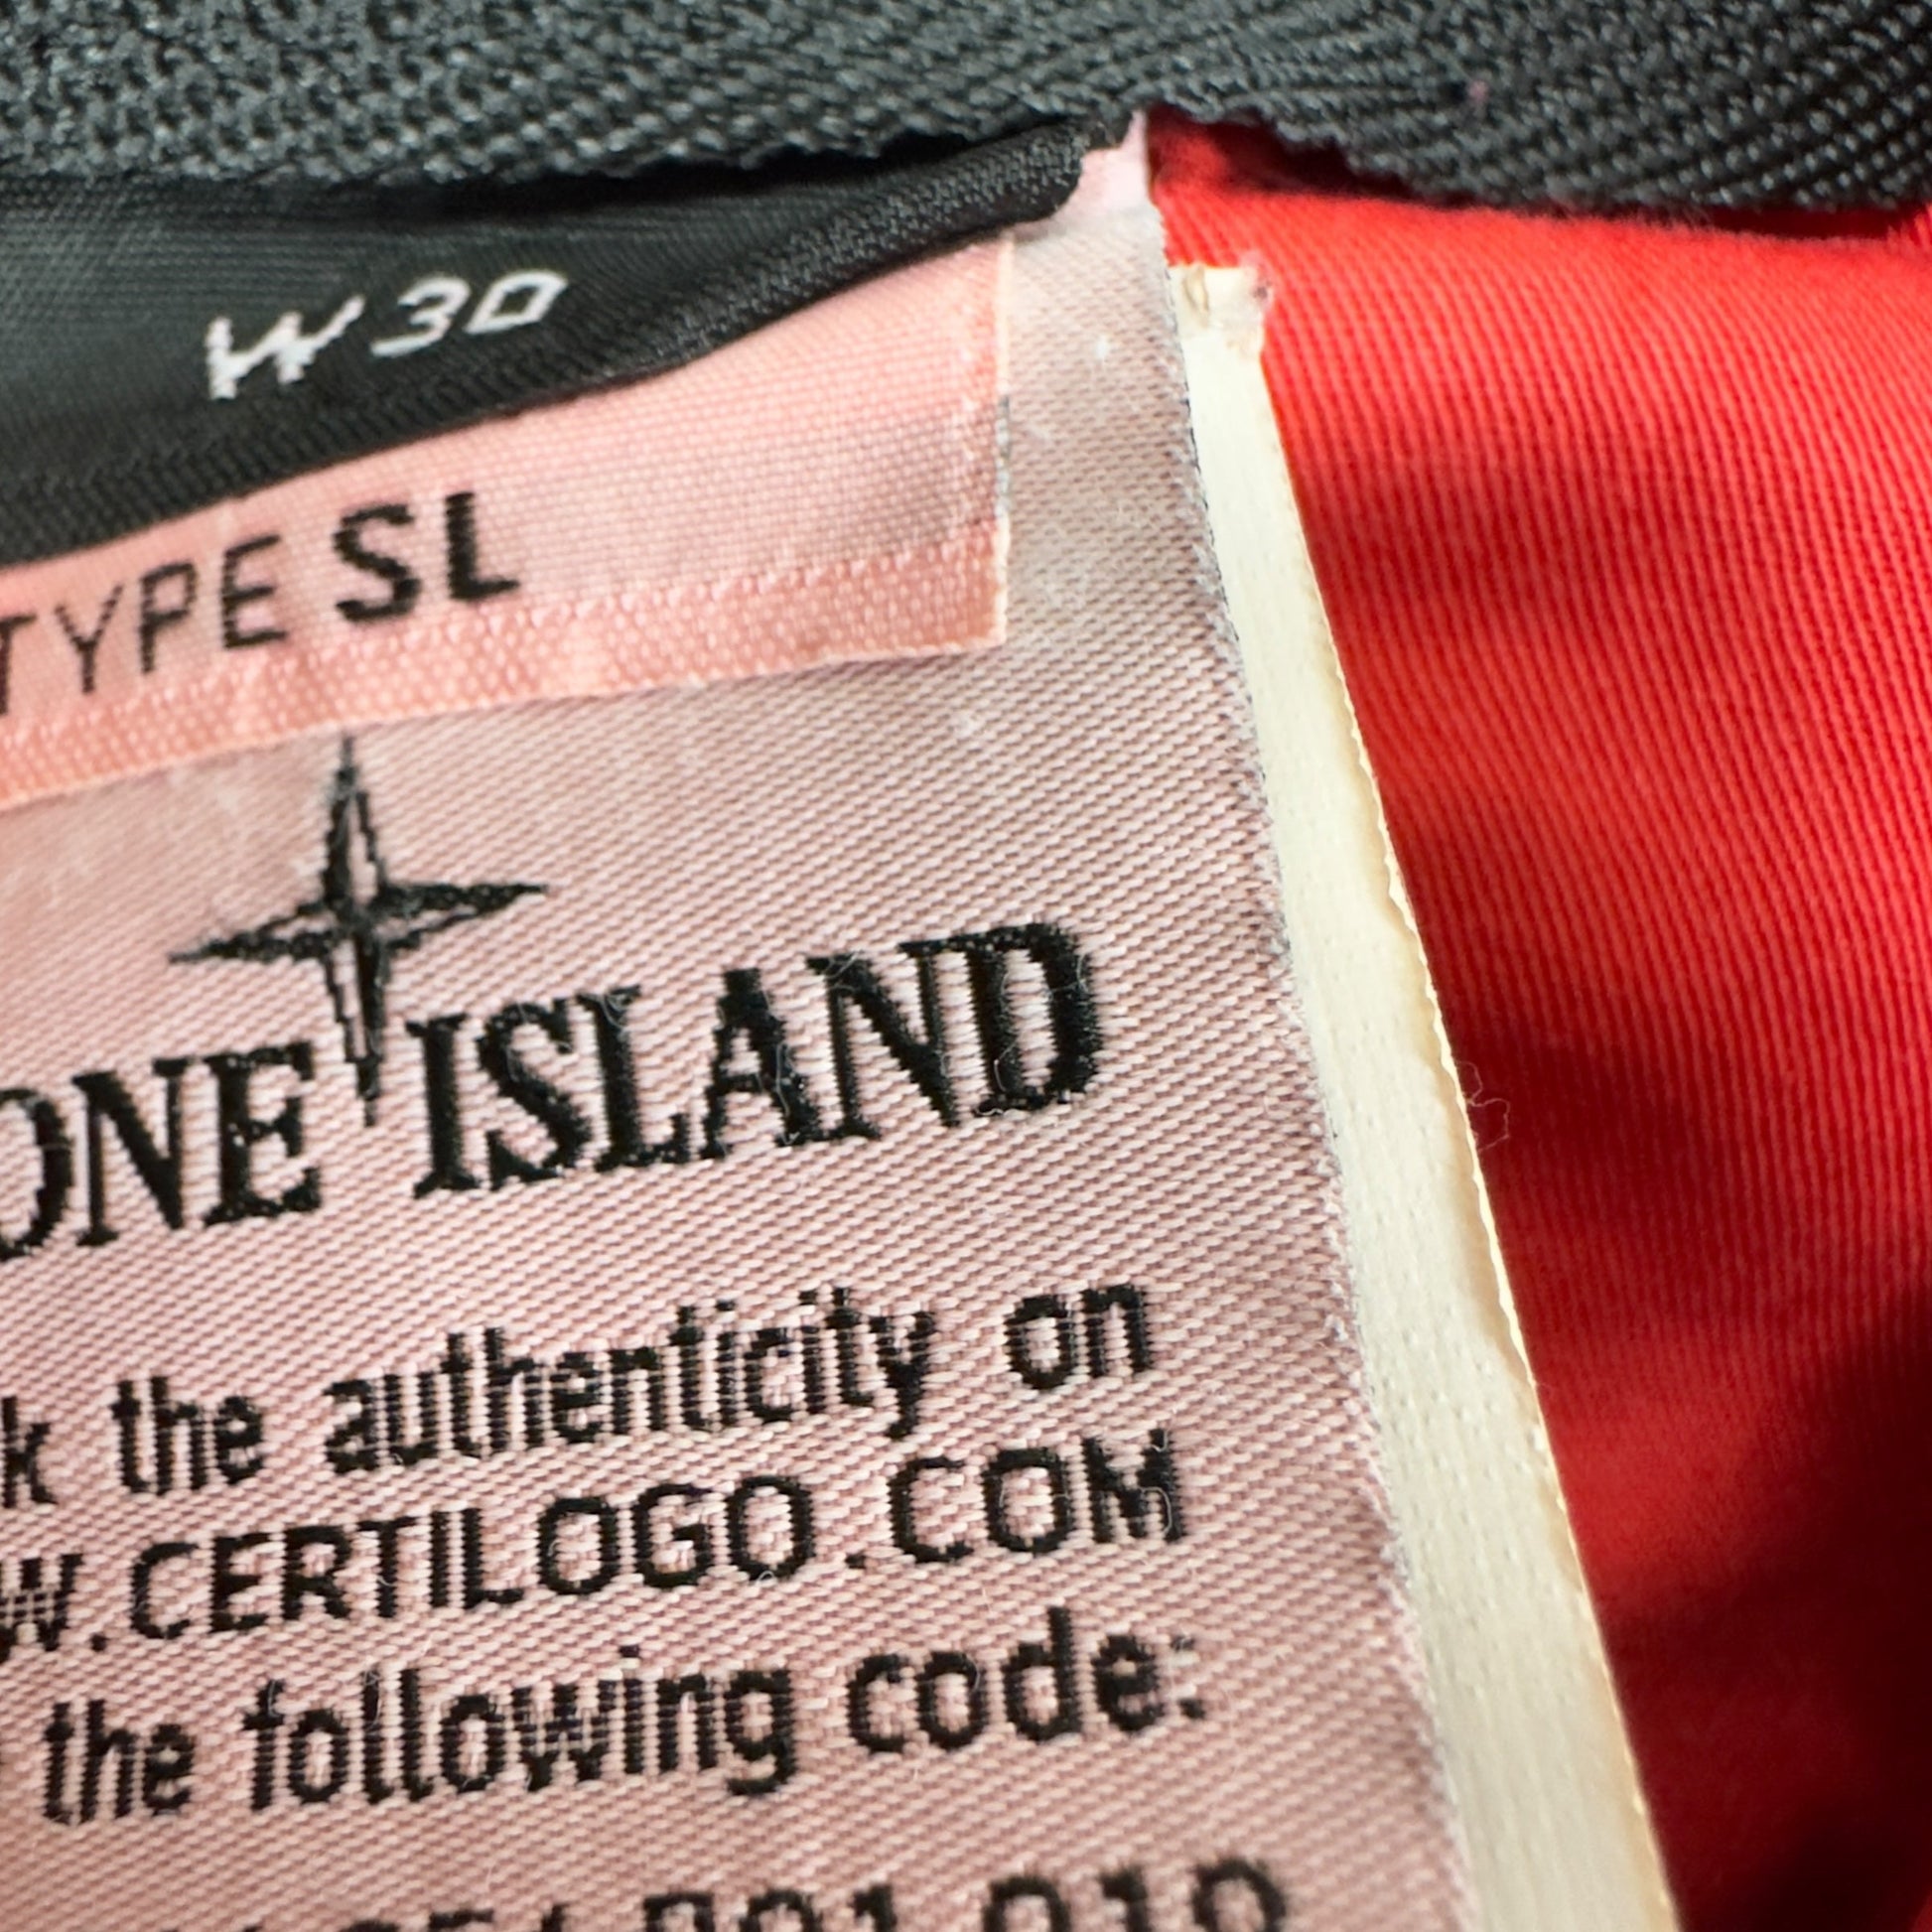 W30
TYPE SL
ONE ISLAND
k the authenticity on
W.CERTILOGO.COM
the following code: